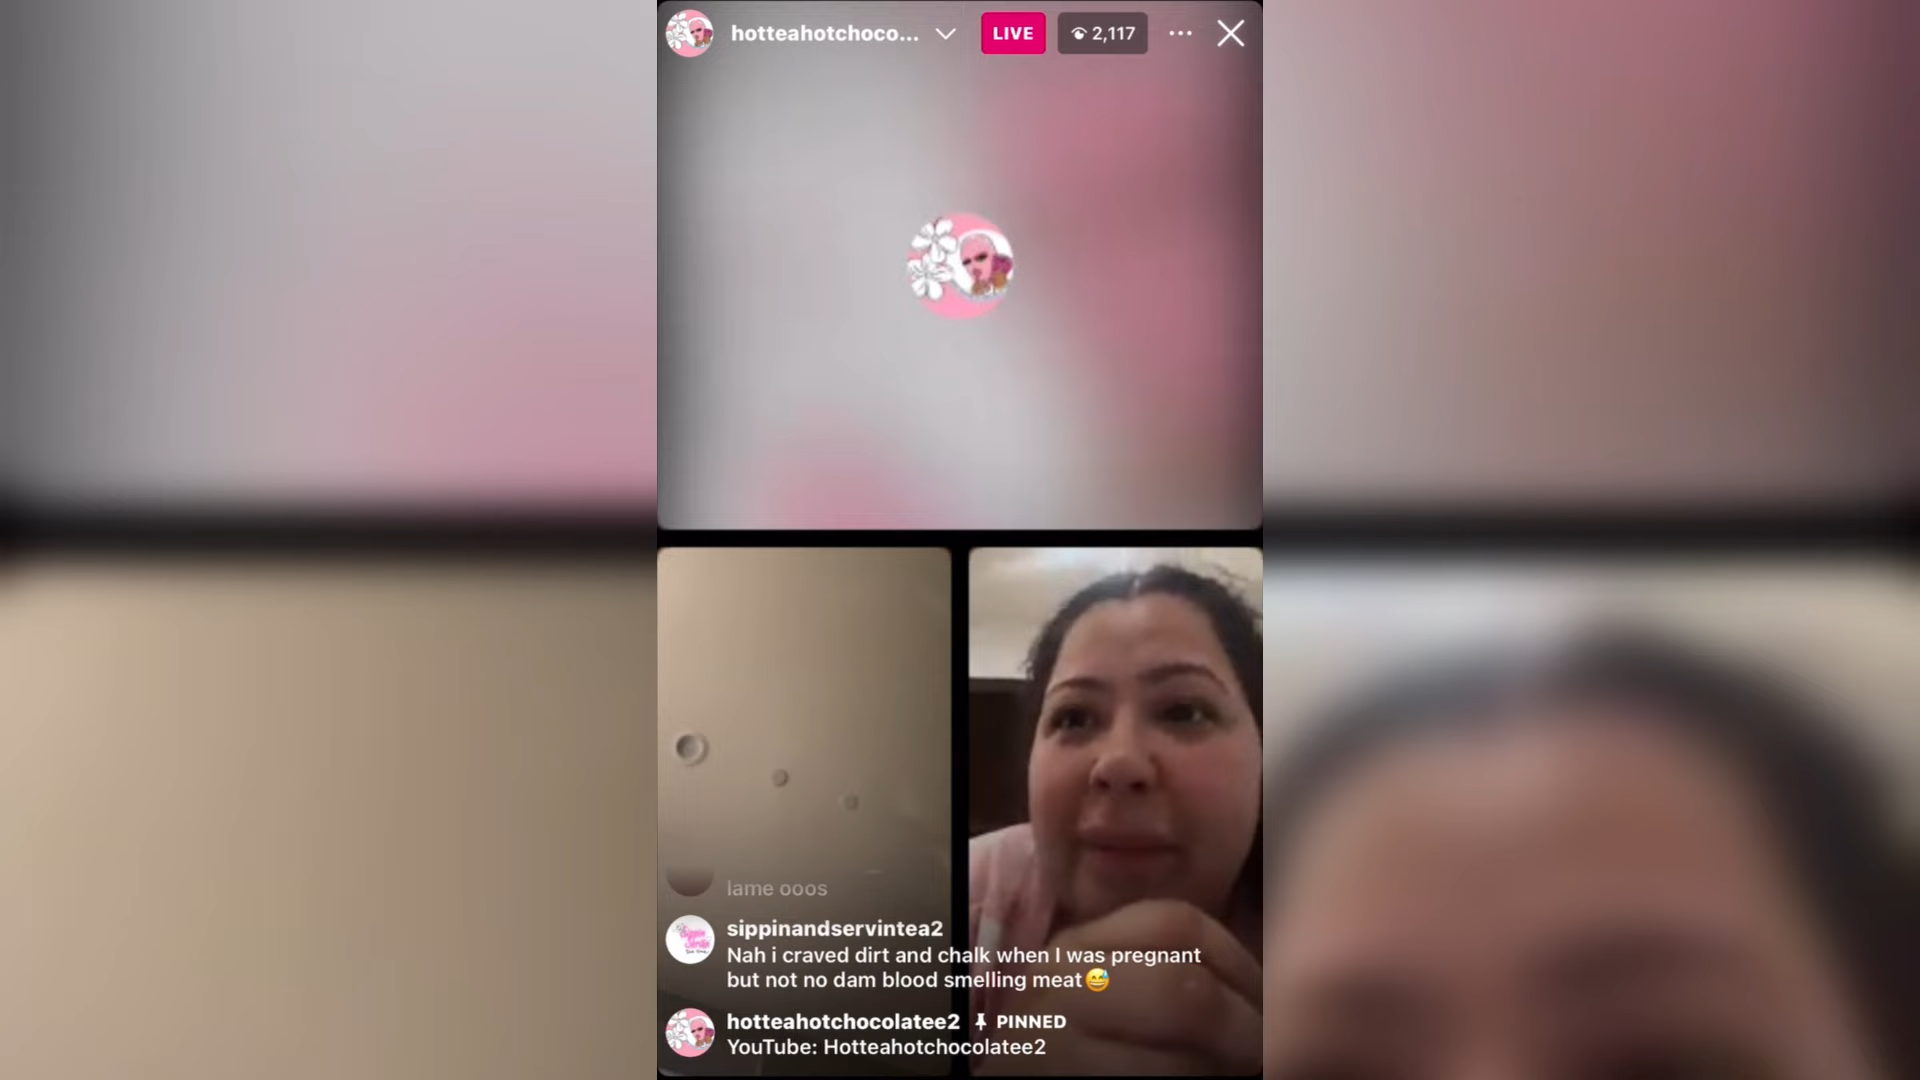 hotteahotchoco...
LIVE
2,117
lame ooos
sippinandservintea2
Nah i craved dirt and chalk when I was pregnant
but not no dam blood smelling meat😅
hotteahotchocolatee2 PINNED
YouTube: Hotteahotchocolatee2